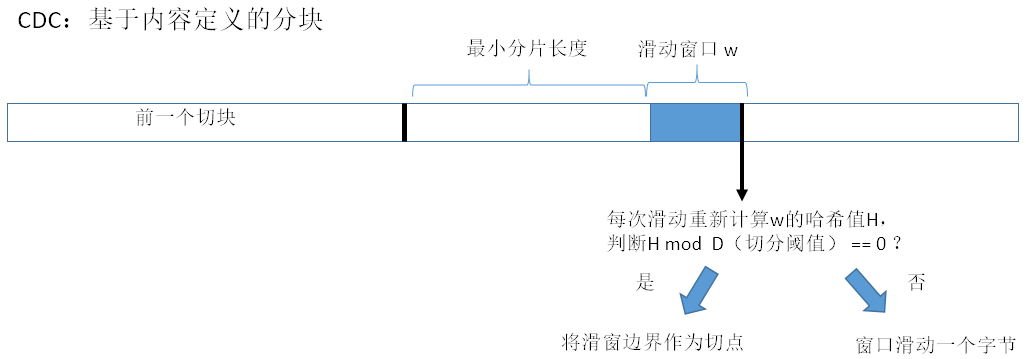 CDC：基于内容定义的分块
最小分片长度
滑动窗口 w
前一个切块
每次滑动重新计算w的哈希值H，
判断H mod D（切分阈值） == 0 ？
是
否
将滑窗边界作为切点
窗口滑动一个字节